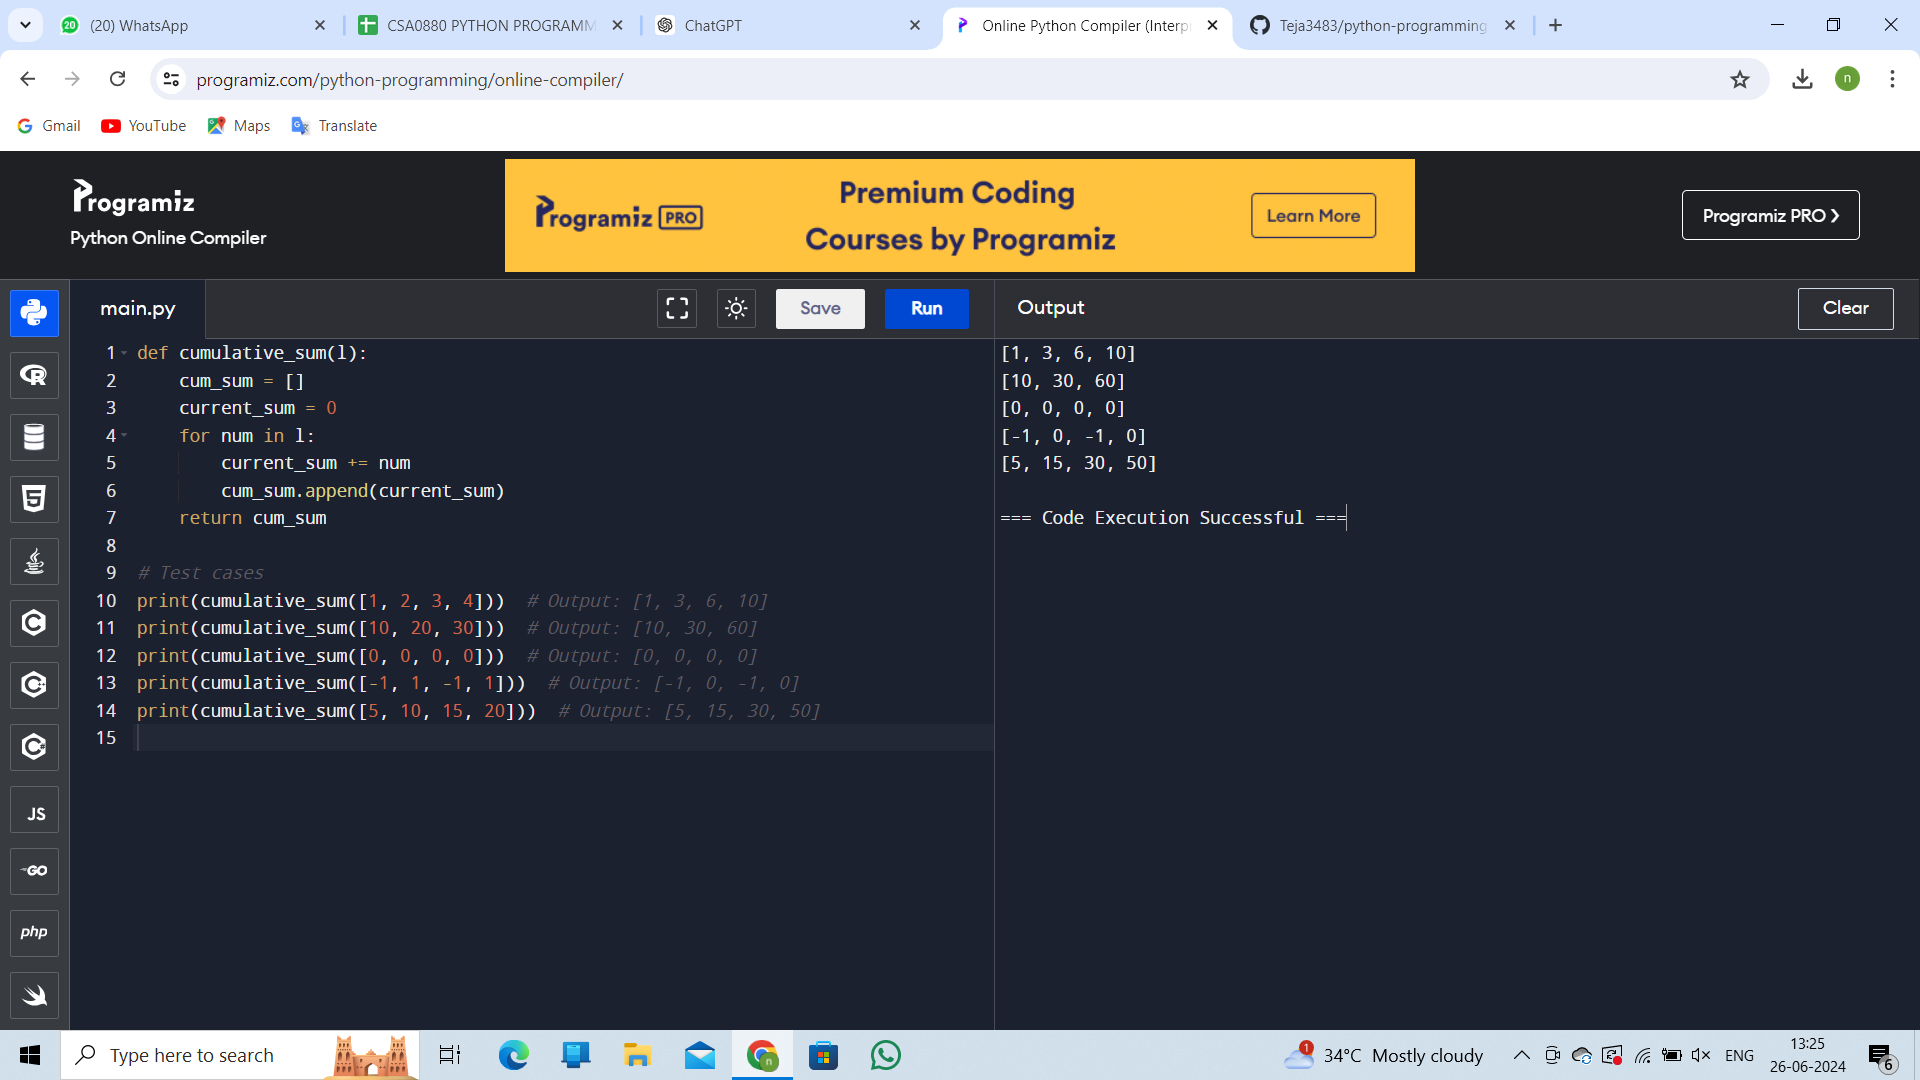 (20) WhatsApp
CSA0880 PYTHON PROGRAMM
ChatGPT
Online Python Compiler (Interp
Teja3483/python-programming
programiz.com/python-programming/online-compiler/
n
Gmail
YouTube
Maps
Translate
Programiz
Python Online Compiler
Programiz PRO
Premium Coding
Courses by Programiz
Learn More
Programiz PRO ❯
main.py
Save
Run
Output
Clear
1 def cumulative_sum(l):
2 cum_sum = []
3 current_sum = 0
4 for num in l:
5 current_sum += num
6 cum_sum.append(current_sum)
7 return cum_sum
8
9 # Test cases
10 print(cumulative_sum([1, 2, 3, 4])) # Output: [1, 3, 6, 10]
11 print(cumulative_sum([10, 20, 30])) # Output: [10, 30, 60]
12 print(cumulative_sum([0, 0, 0, 0])) # Output: [0, 0, 0, 0]
13 print(cumulative_sum([-1, 1, -1, 1])) # Output: [-1, 0, -1, 0]
14 print(cumulative_sum([5, 10, 15, 20])) # Output: [5, 15, 30, 50]
15
[1, 3, 6, 10]
[10, 30, 60]
[0, 0, 0, 0]
[-1, 0, -1, 0]
[5, 15, 30, 50]
=== Code Execution Successful ===
JS
GO
php
Type here to search
1
34°C Mostly cloudy
ENG
13:25
26-06-2024
6